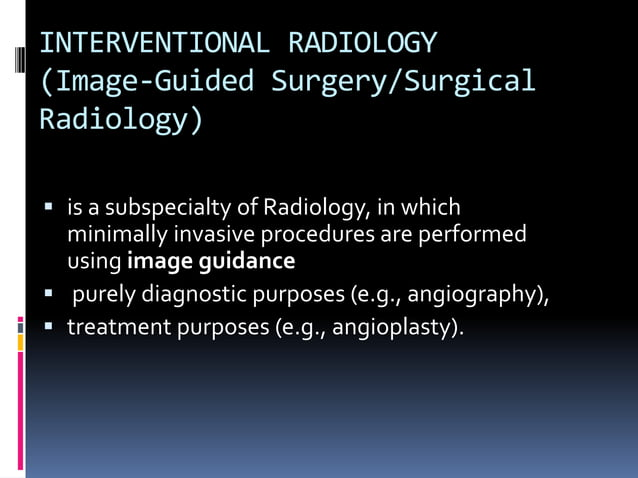 INTERVENTIONAL RADIOLOGY
(Image-Guided Surgery/Surgical
Radiology)
▪ is a subspecialty of Radiology, in which
minimally invasive procedures are performed
using image guidance
▪ purely diagnostic purposes (e.g., angiography),
▪ treatment purposes (e.g., angioplasty).